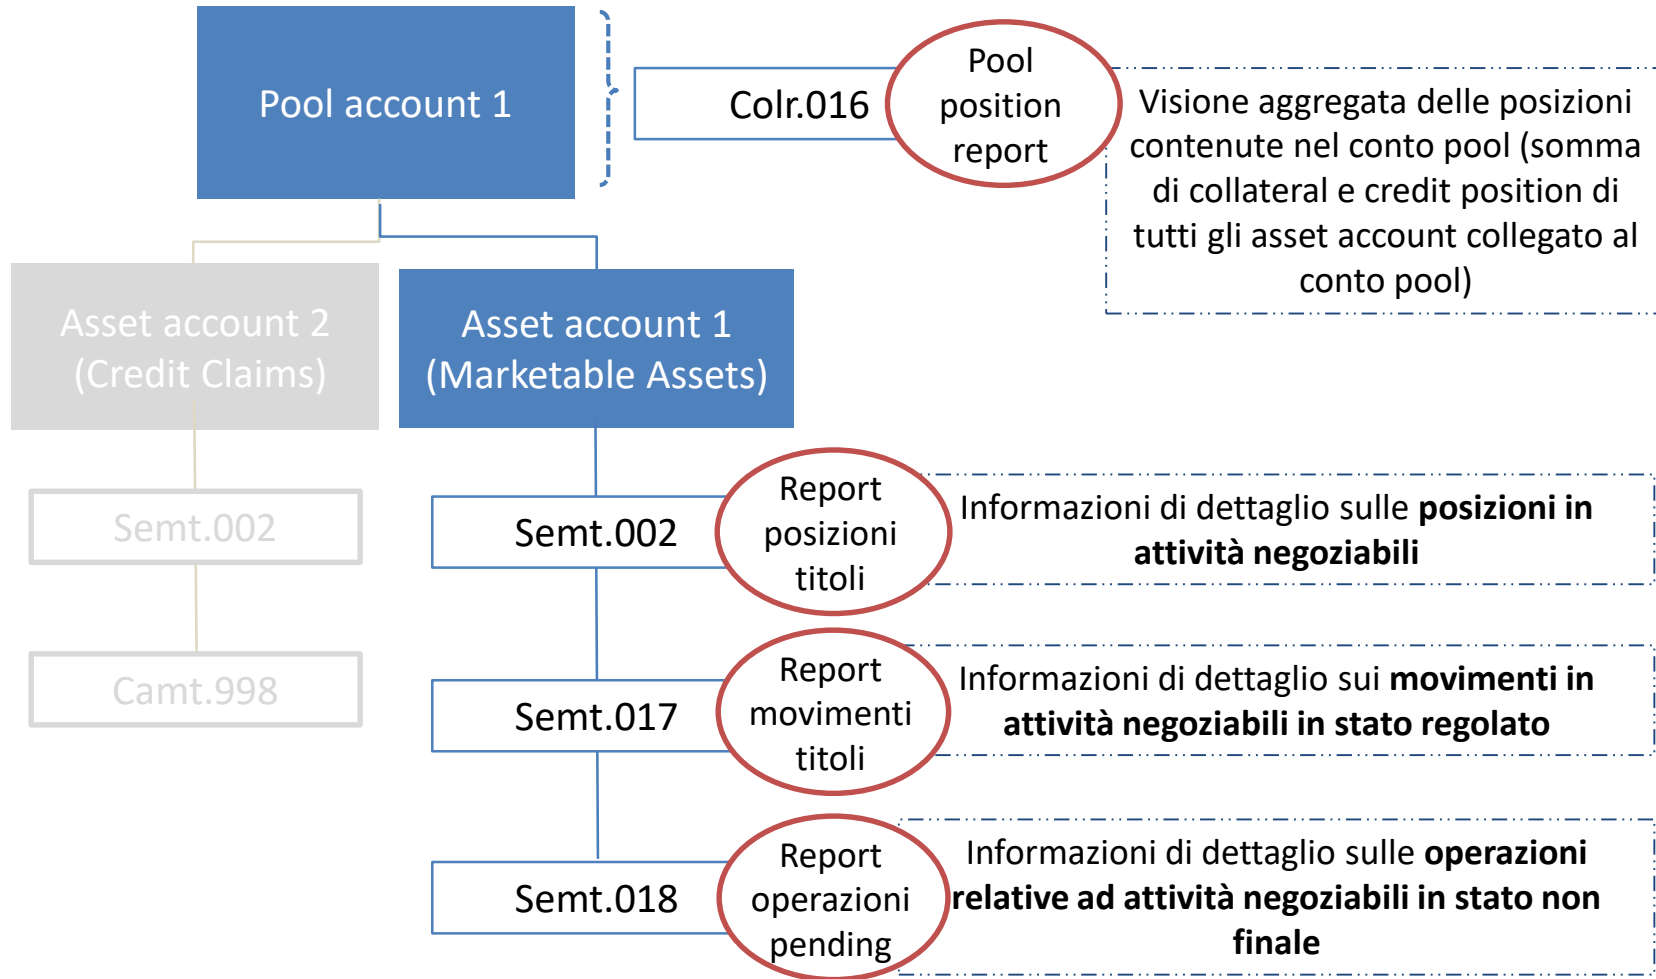 Pool account 1
Colr.016
Pool
position
report
Visione aggregata delle posizioni
contenute nel conto pool (somma
di collateral e credit position di
tutti gli asset account collegato al
conto pool)
Asset account 2
(Credit Claims)
Asset account 1
(Marketable Assets)
Semt.002
Camt.998
Semt.002
Report
posizioni
titoli
Informazioni di dettaglio sulle posizioni in
attività negoziabili
Semt.017
Report
movimenti
titoli
Informazioni di dettaglio sui movimenti in
attività negoziabili in stato regolato
Semt.018
Report
operazioni
pending
Informazioni di dettaglio sulle operazioni
relative ad attività negoziabili in stato non
finale